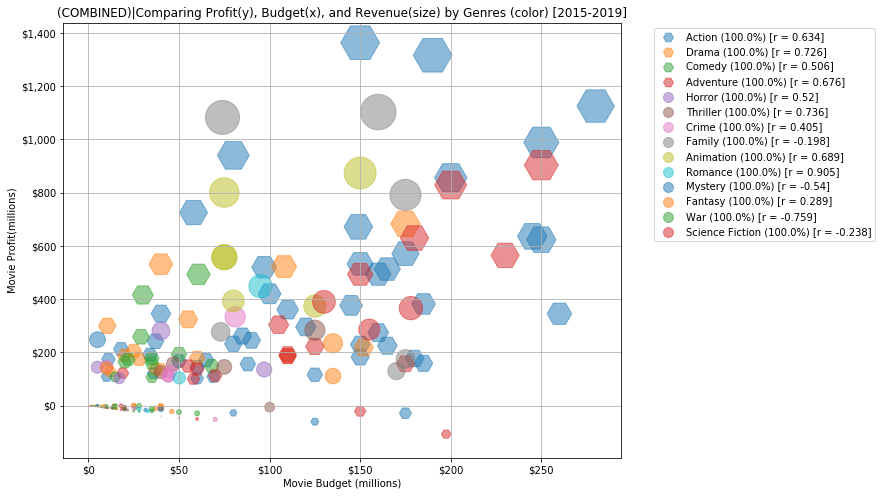 (COMBINED)|Comparing Profit(y), Budget(x), and Revenue(size) by Genres (color) [2015-2019]
$1,400
$1,200
$1,000
$800
$600
$400
$200
$0
Movie Profit(millions)
$0 $50 $100 $150 $200 $250
Movie Budget (millions)
Action (100.0%) [r = 0.634]
Drama (100.0%) [r = 0.726]
Comedy (100.0%) [r = 0.506]
Adventure (100.0%) [r = 0.676]
Horror (100.0%) [r = 0.52]
Thriller (100.0%) [r = 0.736]
Crime (100.0%) [r = 0.405]
Family (100.0%) [r = -0.198]
Animation (100.0%) [r = 0.689]
Romance (100.0%) [r = 0.905]
Mystery (100.0%) [r = -0.54]
Fantasy (100.0%) [r = 0.289]
War (100.0%) [r = -0.759]
Science Fiction (100.0%) [r = -0.238]